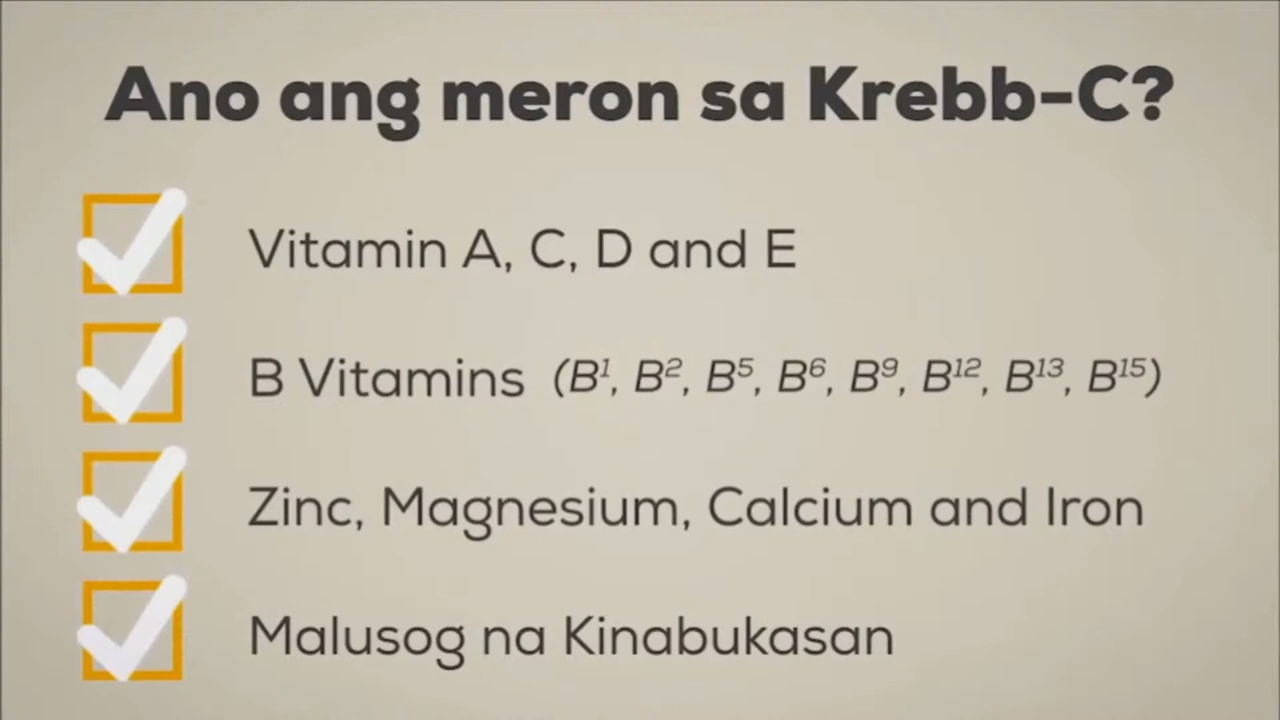 Ano ang meron sa Krebb-C?
Vitamin A, C, D and E
B Vitamins (B¹, B², B⁵, B⁶, B⁹, B¹², B¹³, B¹⁵)
Zinc, Magnesium, Calcium and Iron
Malusog na Kinabukasan